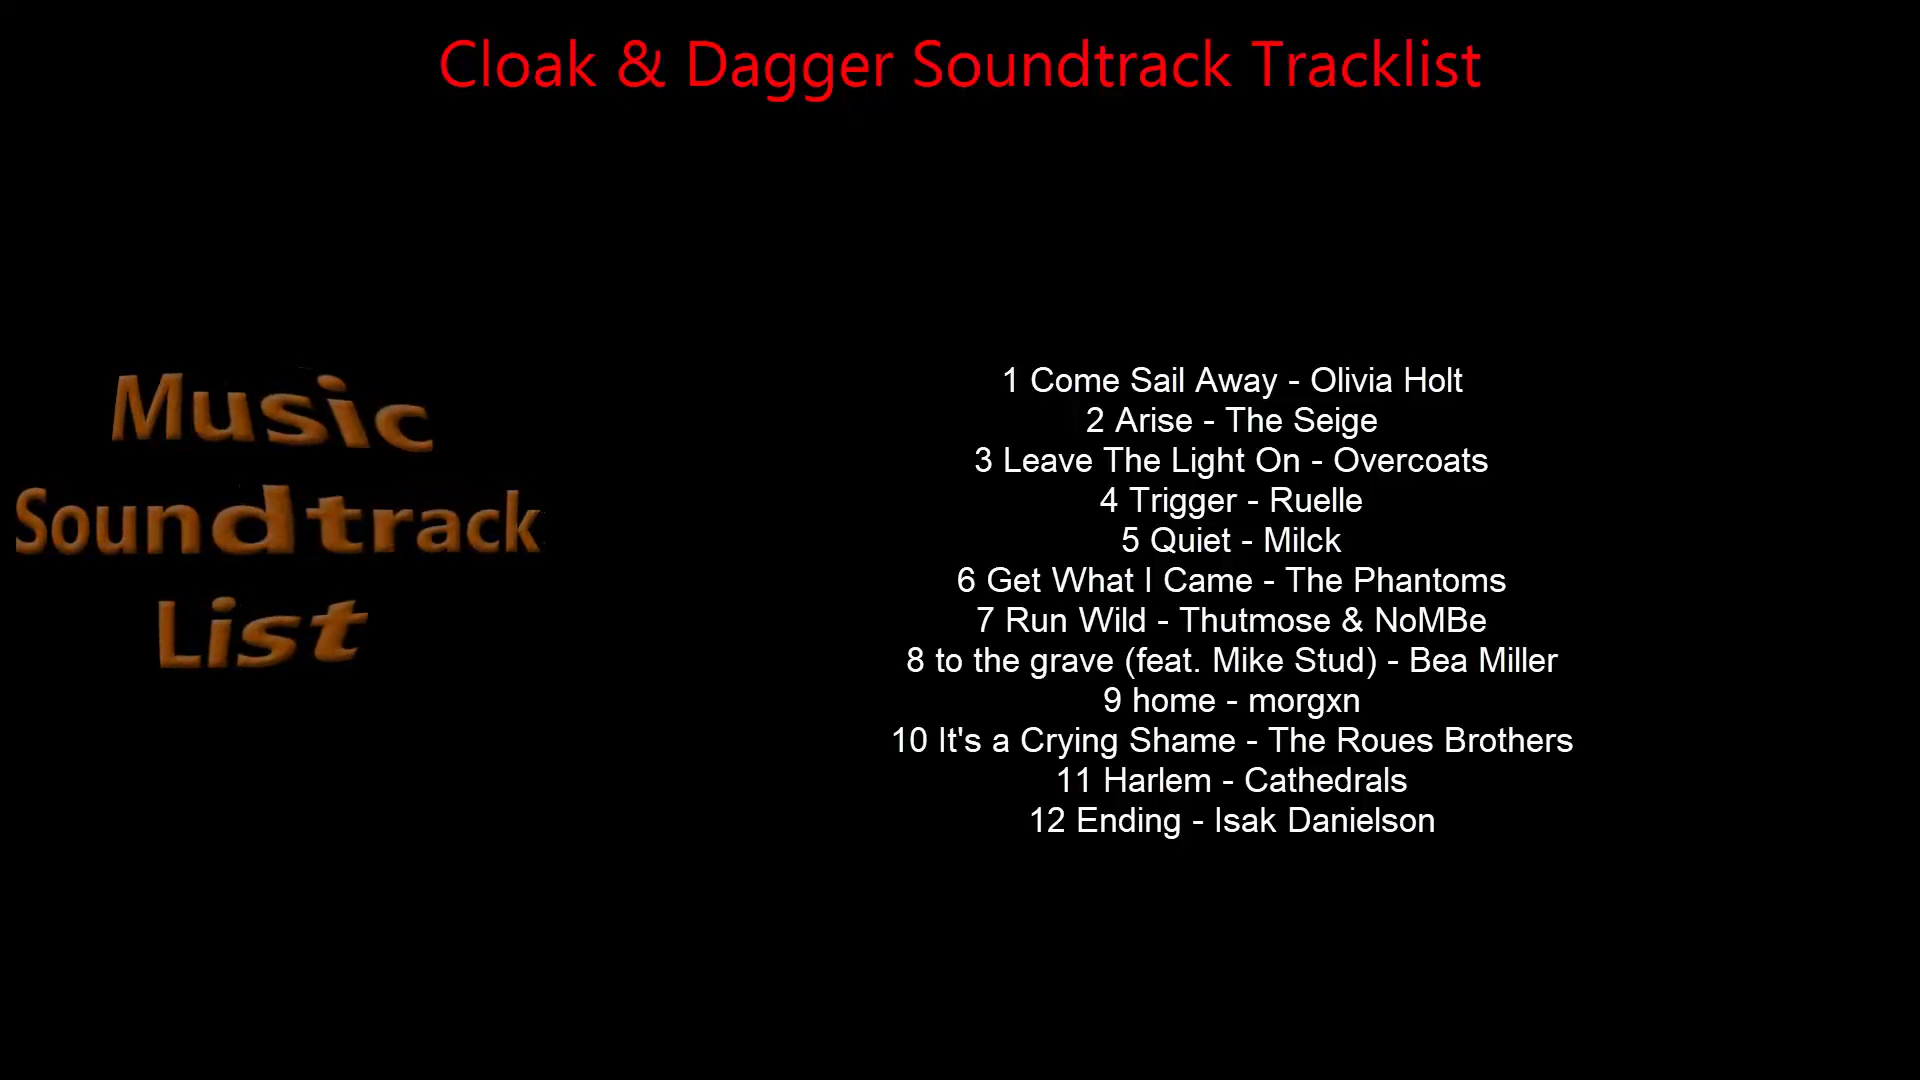 Cloak & Dagger Soundtrack Tracklist
Music
Soundtrack
List
1 Come Sail Away - Olivia Holt
2 Arise - The Seige
3 Leave The Light On - Overcoats
4 Trigger - Ruelle
5 Quiet - Milck
6 Get What I Came - The Phantoms
7 Run Wild - Thutmose & NoMBe
8 to the grave (feat. Mike Stud) - Bea Miller
9 home - morgxn
10 It's a Crying Shame - The Roues Brothers
11 Harlem - Cathedrals
12 Ending - Isak Danielson